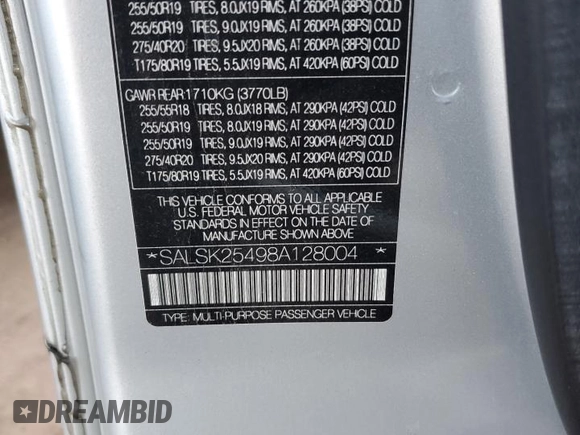 255/50R19 TIRES, 8.0JX19 RIMS, AT 260KPA (38PSI) COLD
255/50R19 TIRES, 9.0JX19 RIMS, AT 260KPA (38PSI) COLD
275/40R20 TIRES, 9.5JX20 RIMS, AT 260KPA (38PSI) COLD
T175/80R19 TIRES, 5.5JX19 RIMS, AT 420KPA (60PSI) COLD
GAWR REAR 1710KG (3770LB)
255/55R18 TIRES, 8.0JX18 RIMS, AT 290KPA (42PSI) COLD
255/50R19 TIRES, 8.0JX19 RIMS, AT 290KPA (42PSI) COLD
255/50R19 TIRES, 9.0JX19 RIMS, AT 290KPA (42PSI) COLD
275/40R20 TIRES, 9.5JX20 RIMS, AT 290KPA (42PSI) COLD
T175/80R19 TIRES, 5.5JX19 RIMS, AT 420KPA (60PSI) COLD
THIS VEHICLE CONFORMS TO ALL APPLICABLE
U.S. FEDERAL MOTOR VEHICLE SAFETY
STANDARDS IN EFFECT ON THE DATE OF
MANUFACTURE SHOWN ABOVE
*SALSK25498A128004 *
TYPE: MULTI-PURPOSE PASSENGER VEHICLE
DREAMBID